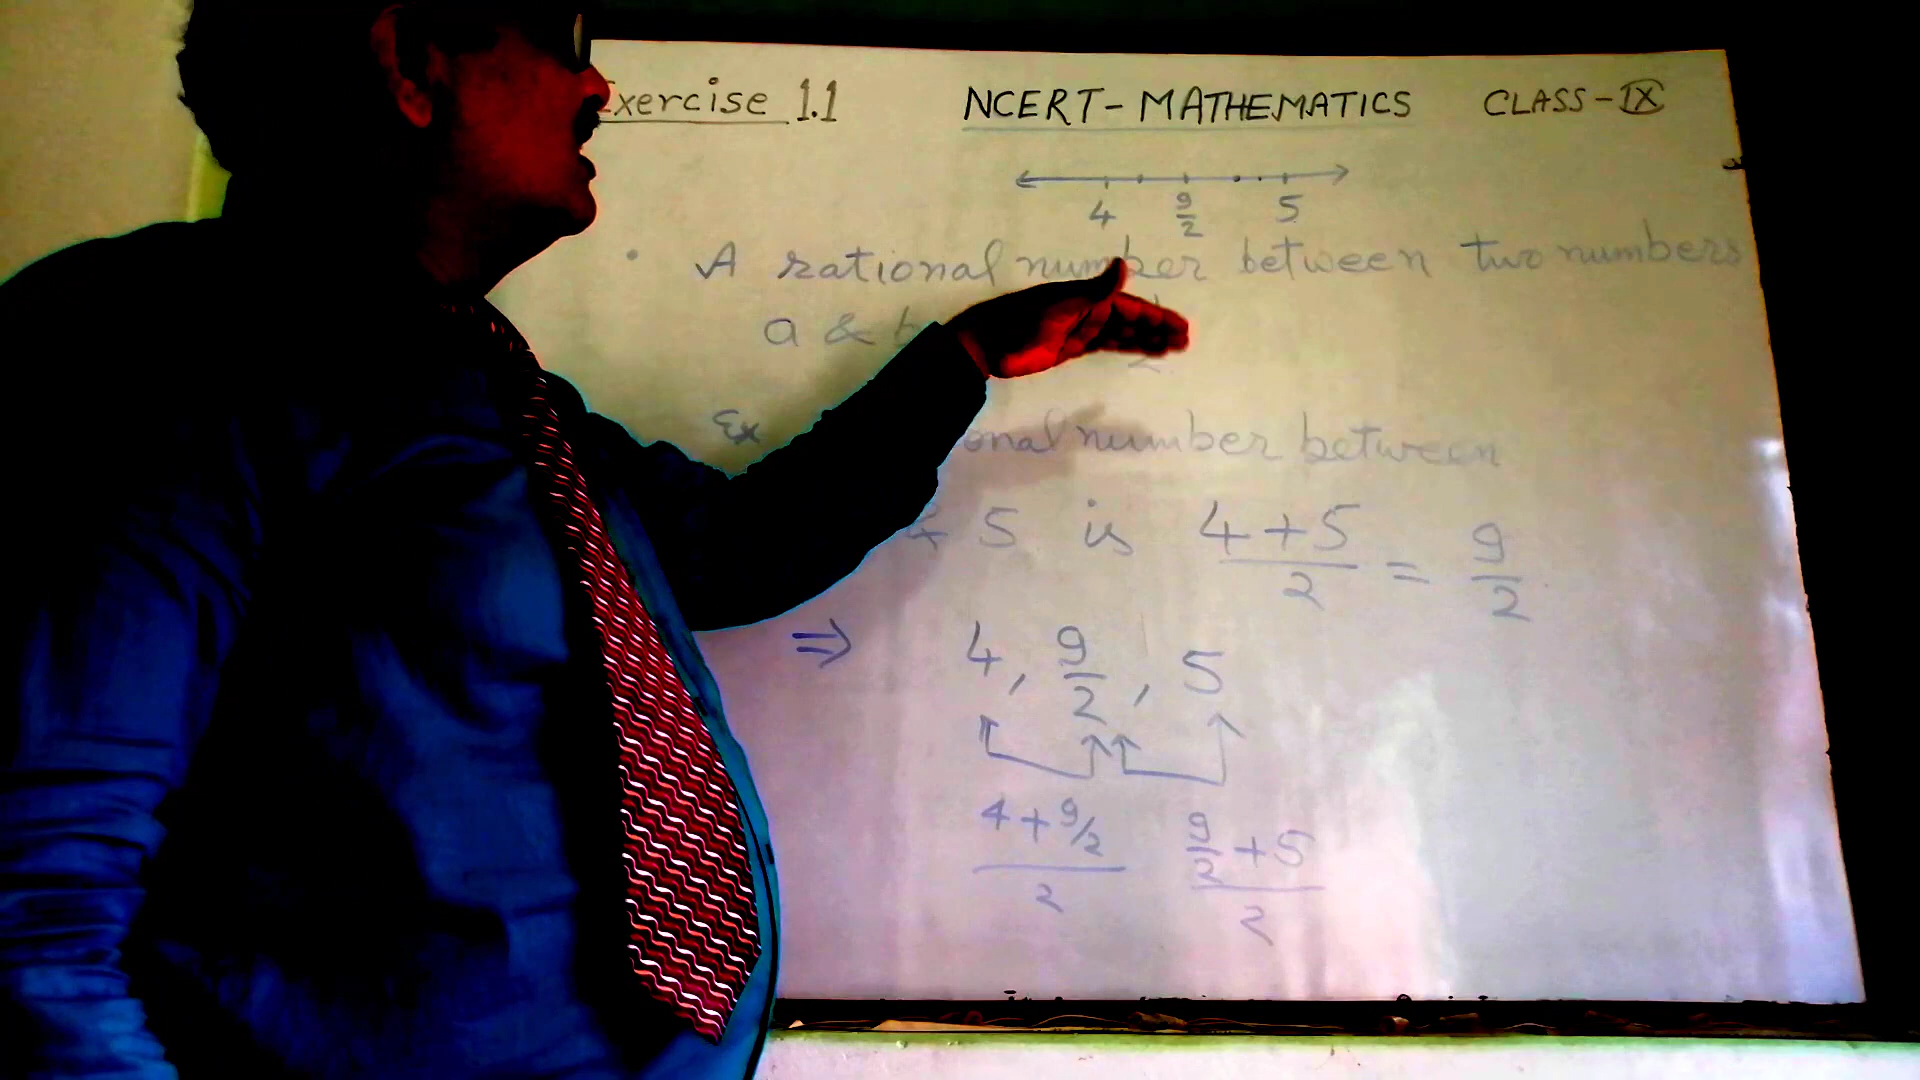 Exercise 1.1 NCERT-MATHEMATICS CLASS-IX
4 9/2 5
• A rational number between two numbers
a & b 2
Ex number between
& 5 is (4+5)/2 = 9/2
⇒ 4, 9/2, 5
(4+9/2)/2 (9/2+5)/2